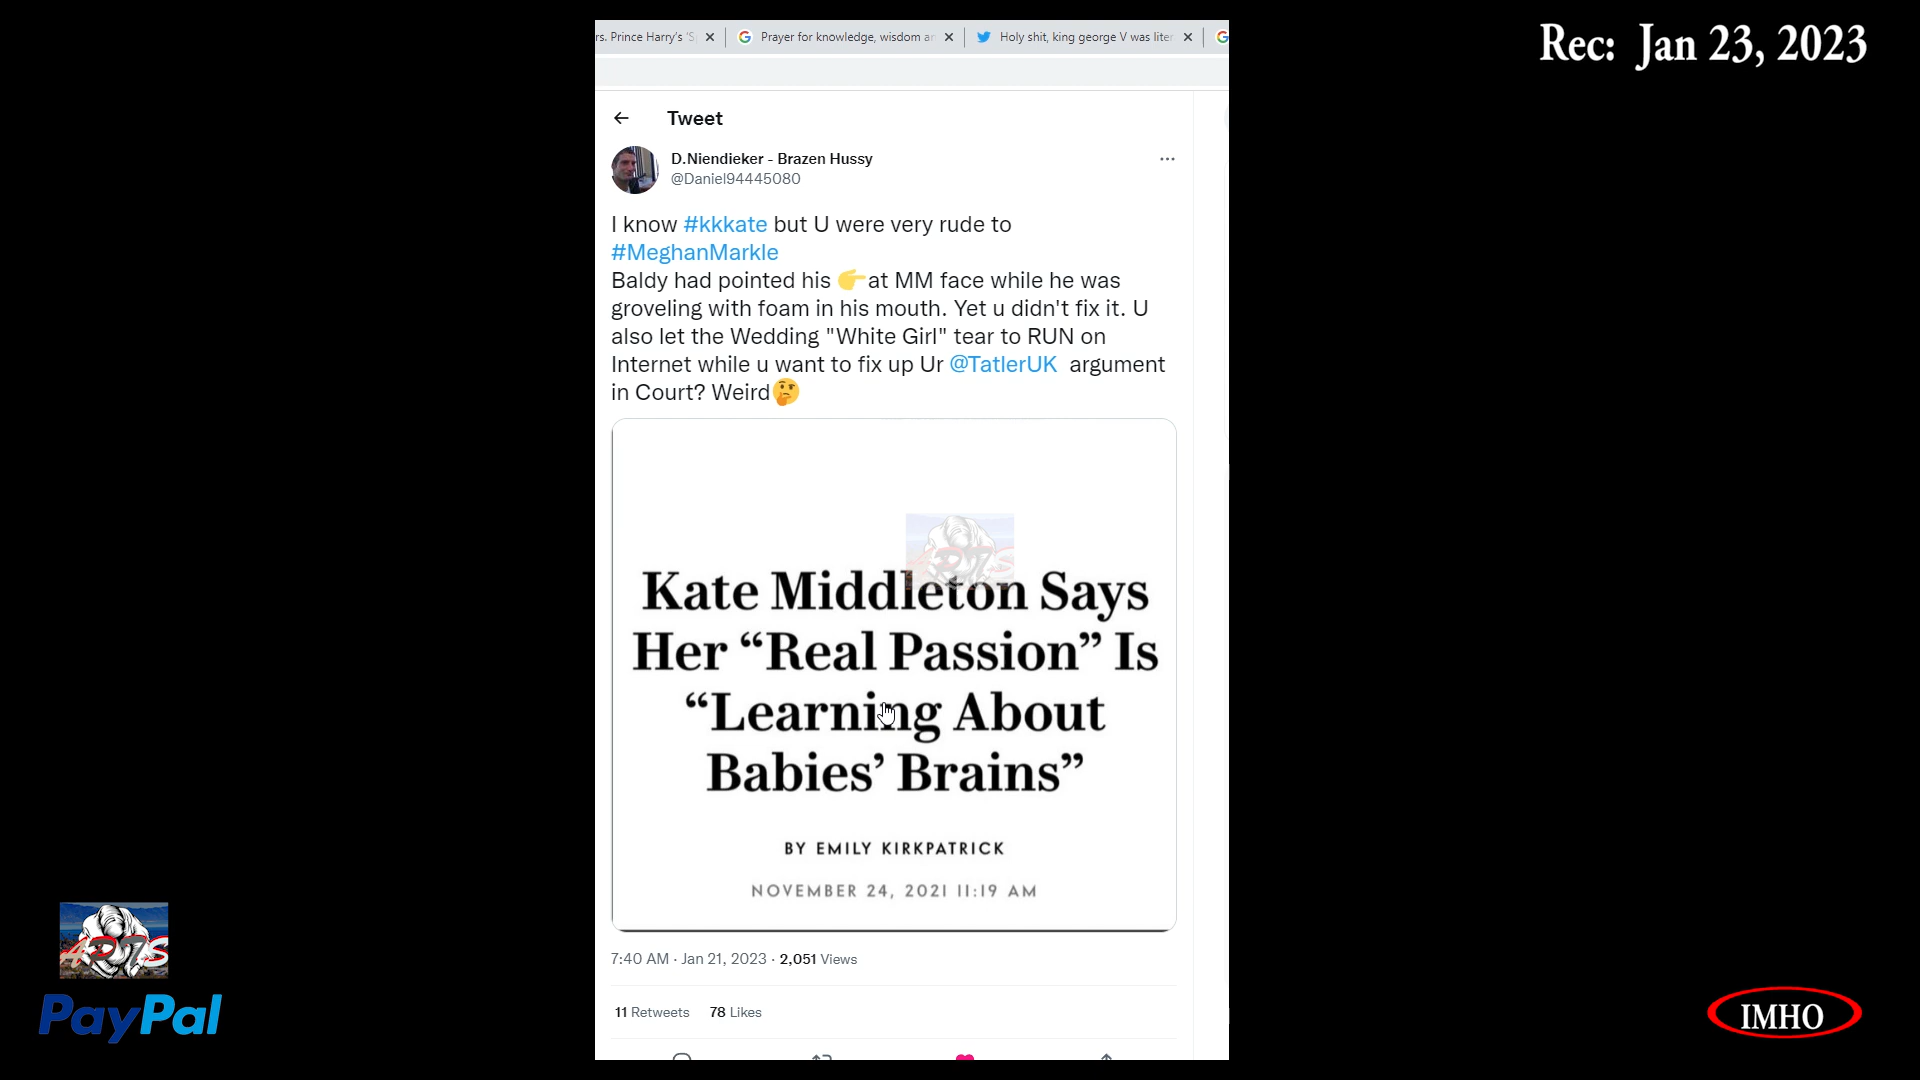 rs. Prince Harry's 'S
Prayer for knowledge, wisdom an
Holy shit, king george V was liter
Rec: Jan 23, 2023
Tweet
D.Niendieker - Brazen Hussy
@Daniel94445080
I know #kkkate but U were very rude to
#MeghanMarkle
Baldy had pointed his 👉at MM face while he was
groveling with foam in his mouth. Yet u didn't fix it. U
also let the Wedding "White Girl" tear to RUN on
Internet while u want to fix up Ur @TatlerUK argument
in Court? Weird🤔
Kate Middleton Says
Her “Real Passion” Is
“Learning About
Babies’ Brains”
BY EMILY KIRKPATRICK
NOVEMBER 24, 2021 11:19 AM
7:40 AM · Jan 21, 2023 · 2,051 Views
11 Retweets 78 Likes
PayPal
IMHO